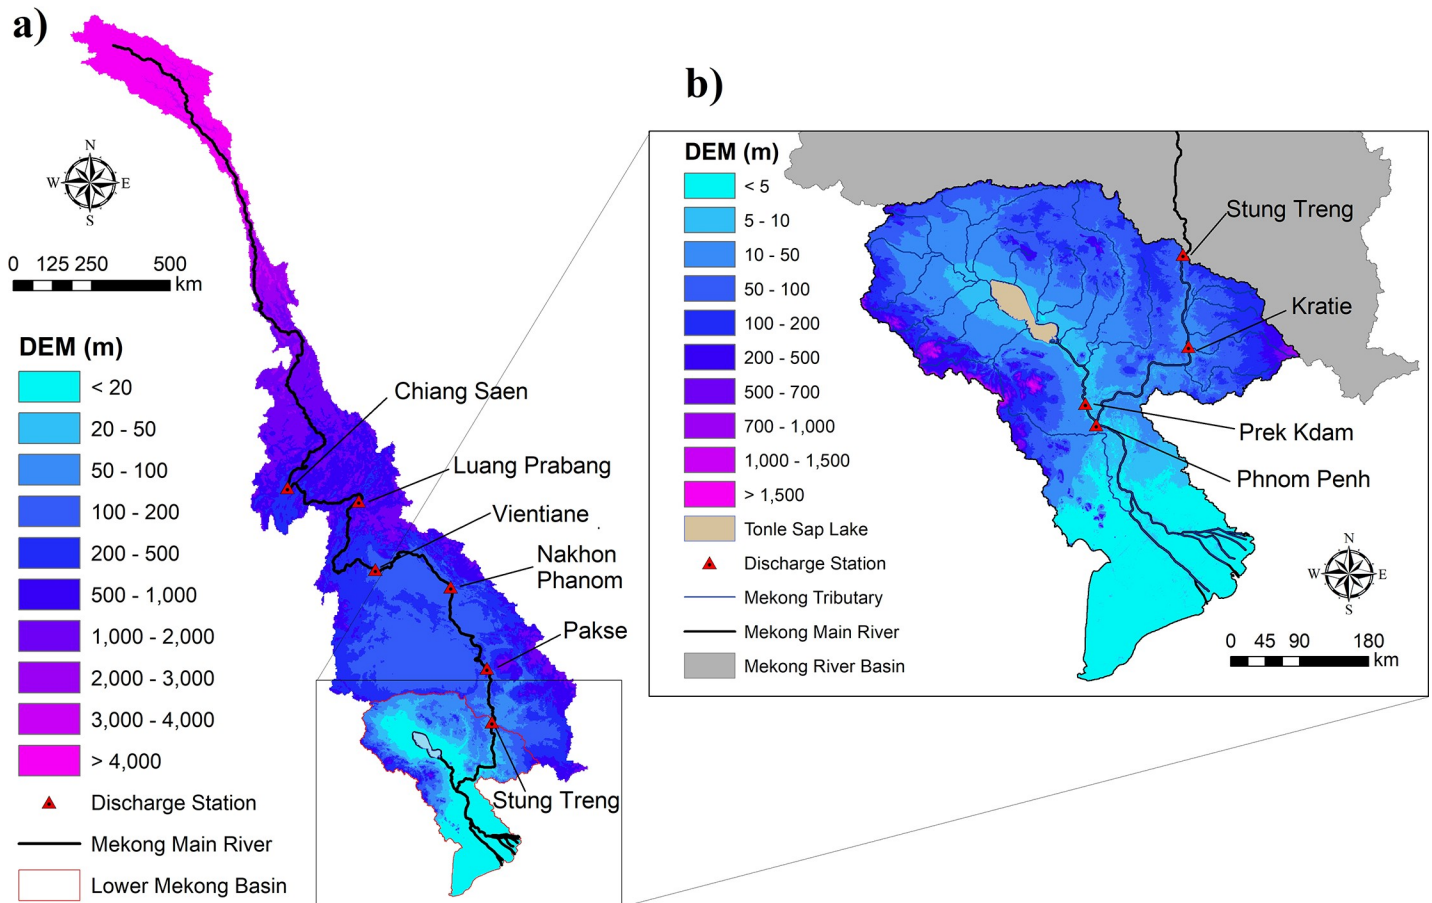 a)
N
W E
S
0 125 250 500
km
DEM (m)
< 20
20 - 50
50 - 100
100 - 200
200 - 500
500 - 1,000
1,000 - 2,000
2,000 - 3,000
3,000 - 4,000
> 4,000
Discharge Station
Mekong Main River
Lower Mekong Basin
Chiang Saen
Luang Prabang
Vientiane
Nakhon
Phanom
Pakse
Stung Treng
b)
DEM (m)
< 5
5 - 10
10 - 50
50 - 100
100 - 200
200 - 500
500 - 700
700 - 1,000
1,000 - 1,500
> 1,500
Tonle Sap Lake
Discharge Station
Mekong Tributary
Mekong Main River
Mekong River Basin
Stung Treng
Kratie
Prek Kdam
Phnom Penh
N
W E
S
0 45 90 180
km